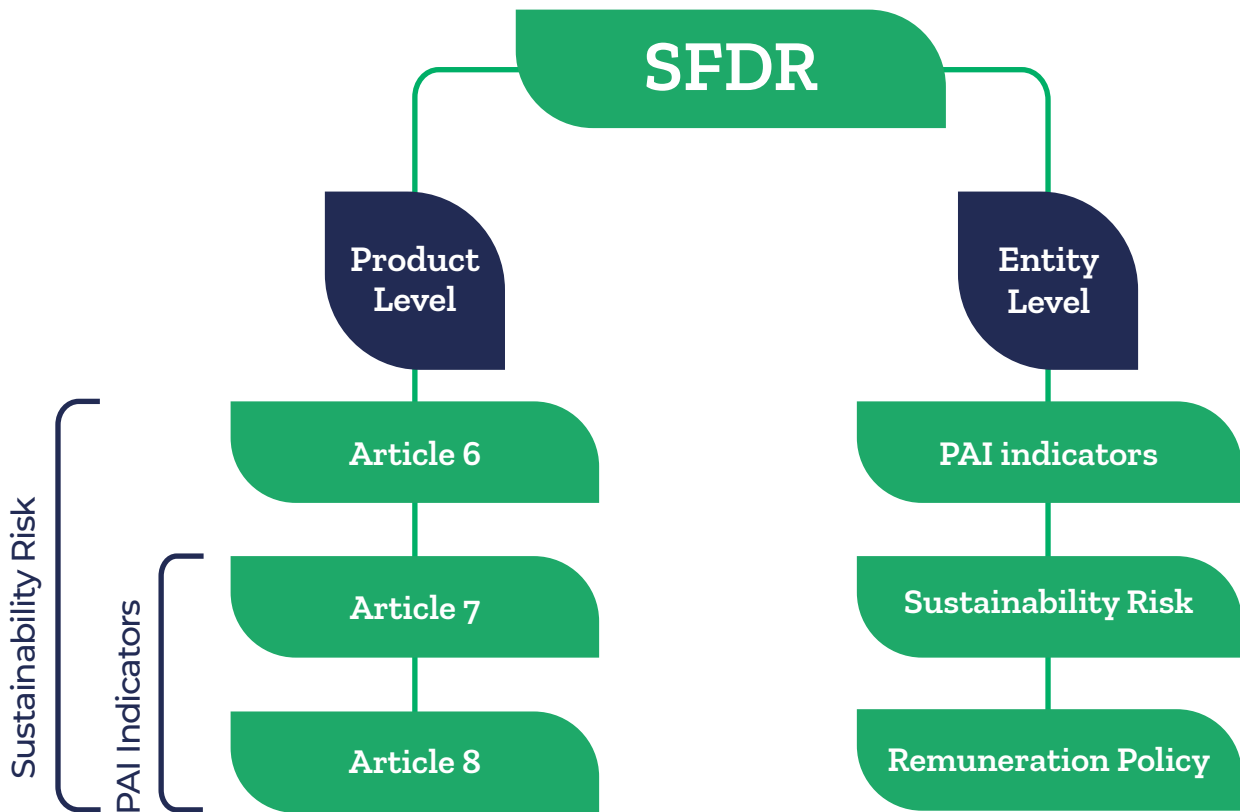 SFDR
Product
Level
Entity
Level
Sustainability Risk
PAI Indicators
Article 6
Article 7
Article 8
PAI indicators
Sustainability Risk
Remuneration Policy